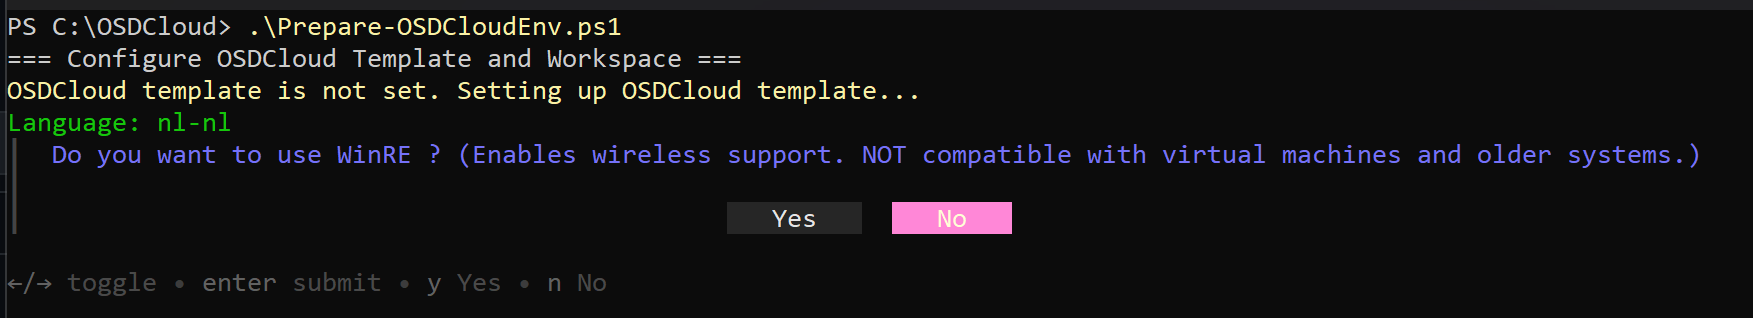 PS C:\OSDCloud> .\Prepare-OSDCloudEnv.ps1
=== Configure OSDCloud Template and Workspace ===
OSDCloud template is not set. Setting up OSDCloud template...
Language: nl-nl
Do you want to use WinRE ? (Enables wireless support. NOT compatible with virtual machines and older systems.)
Yes No
←/→ toggle • enter submit • y Yes • n No